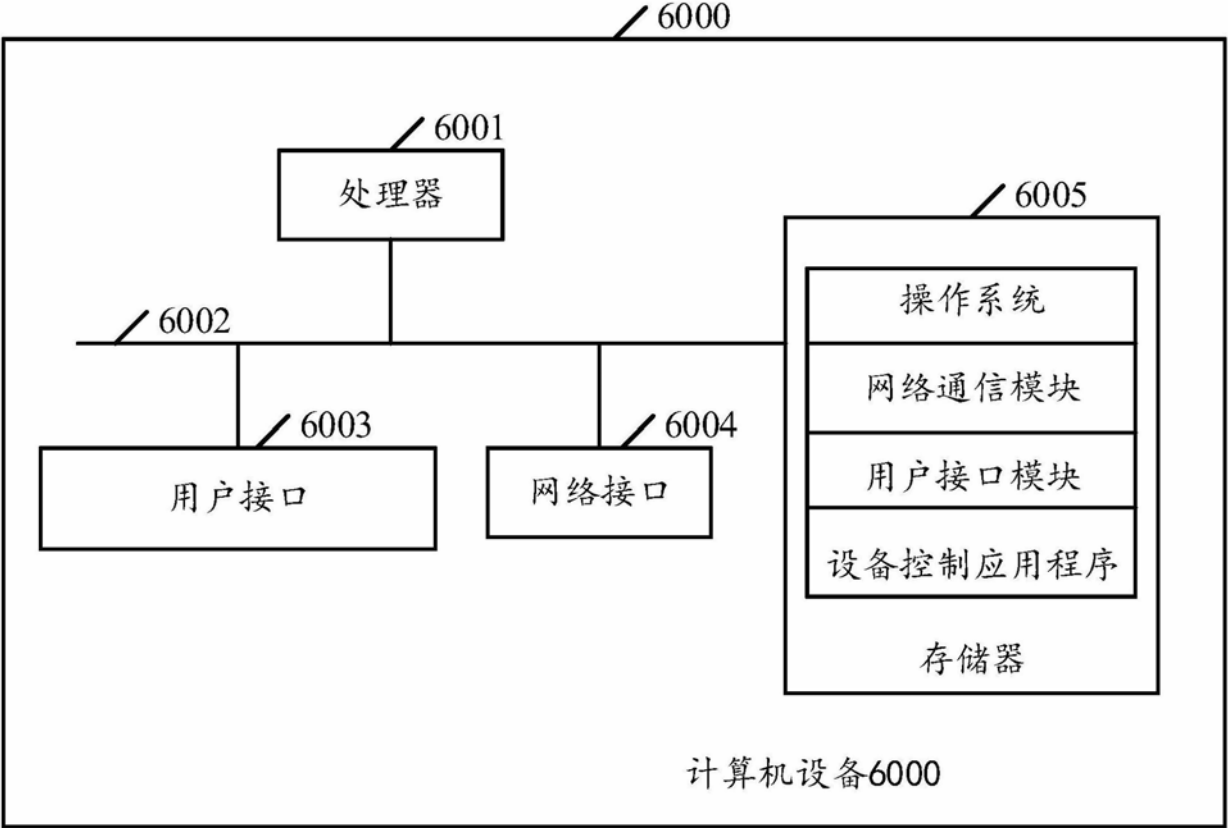 6000
6001
处理器
6005
操作系统
6002
网络通信模块
6003
6004
用户接口
网络接口
用户接口模块
设备控制应用程序
存储器
计算机设备6000